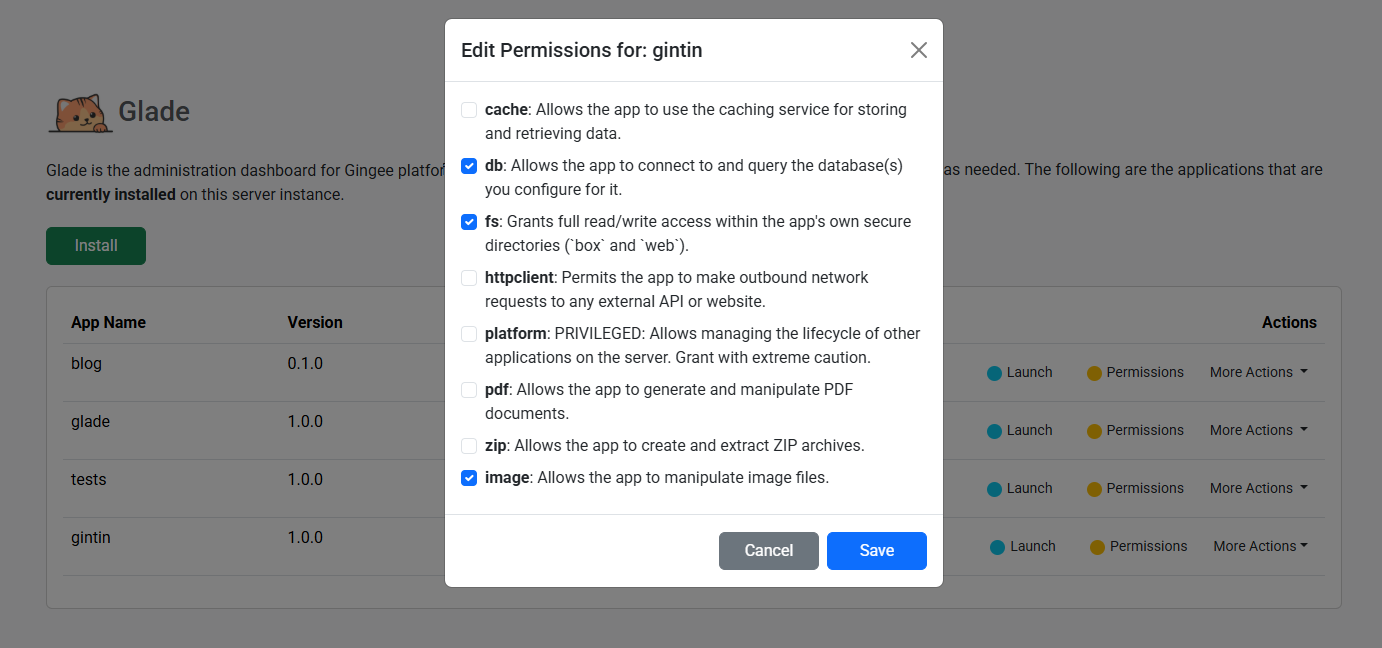 Edit Permissions for: gintin
cache: Allows the app to use the caching service for storing
and retrieving data.
db: Allows the app to connect to and query the database(s)
you configure for it.
fs: Grants full read/write access within the app's own secure
directories (`box` and `web`).
httpclient: Permits the app to make outbound network
requests to any external API or website.
platform: PRIVILEGED: Allows managing the lifecycle of other
applications on the server. Grant with extreme caution.
pdf: Allows the app to generate and manipulate PDF
documents.
zip: Allows the app to create and extract ZIP archives.
image: Allows the app to manipulate image files.
Cancel Save
Glade
Glade is the administration dashboard for Gingee as needed. The following are the applications that are
currently installed on this server instance.
Install
App Name Version Actions
blog 0.1.0 Launch Permissions More Actions
glade 1.0.0 Launch Permissions More Actions
tests 1.0.0 Launch Permissions More Actions
gintin 1.0.0 Launch Permissions More Actions